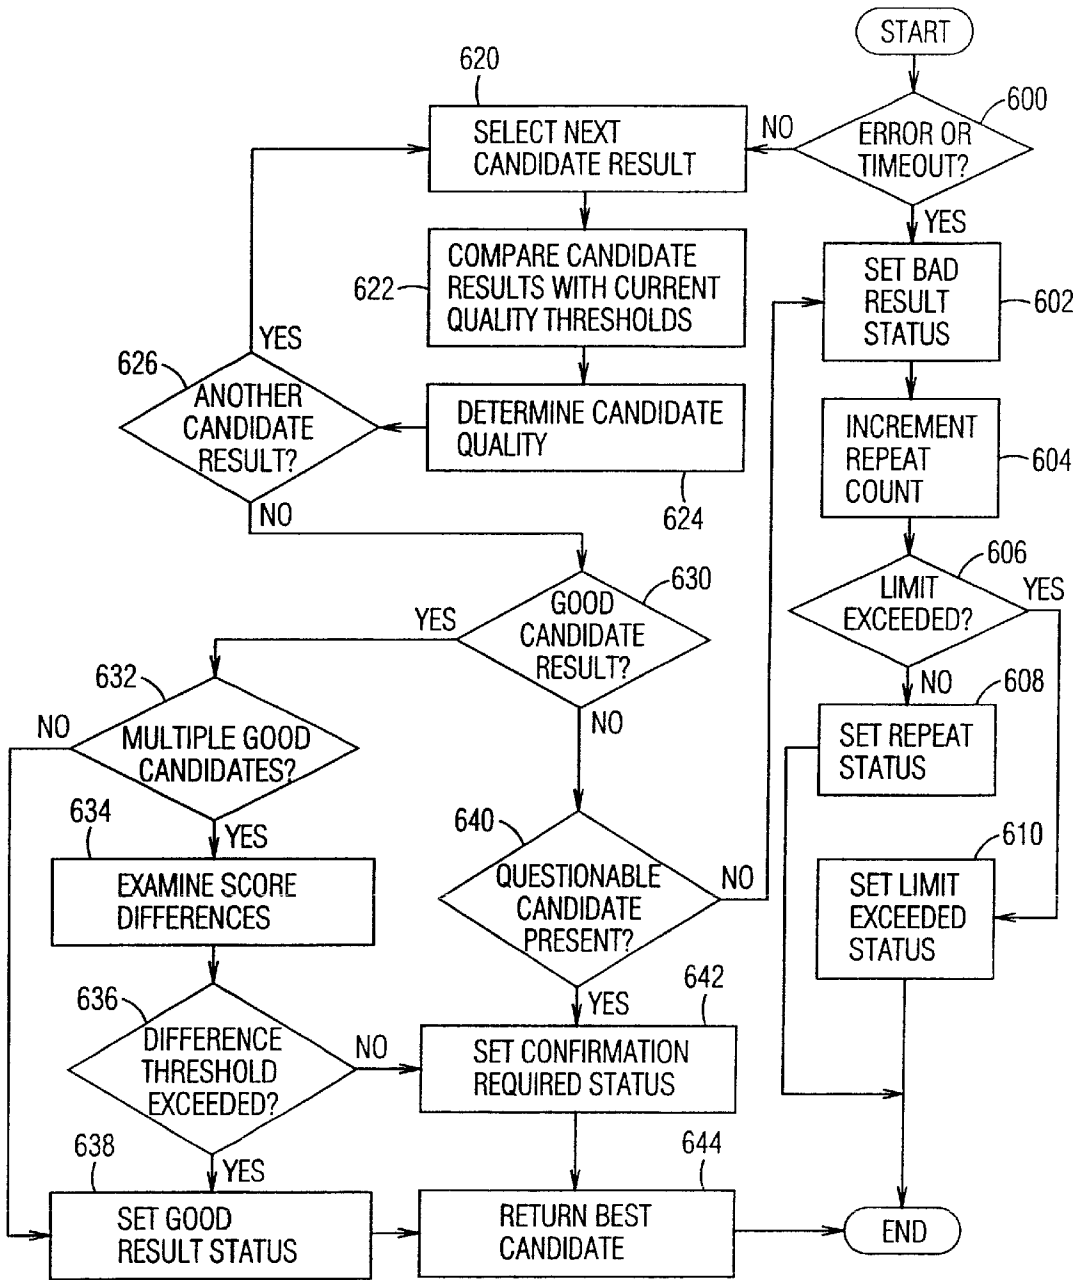 START
600
ERROR OR
TIMEOUT?
NO
YES
620
SELECT NEXT
CANDIDATE RESULT
622
COMPARE CANDIDATE
RESULTS WITH CURRENT
QUALITY THRESHOLDS
DETERMINE CANDIDATE
QUALITY
624
626
ANOTHER
CANDIDATE
RESULT?
YES
NO
SET BAD
RESULT
STATUS
602
INCREMENT
REPEAT
COUNT
604
606
LIMIT
EXCEEDED?
YES
NO
608
SET REPEAT
STATUS
610
SET LIMIT
EXCEEDED
STATUS
630
GOOD
CANDIDATE
RESULT?
YES
NO
632
MULTIPLE GOOD
CANDIDATES?
NO
YES
634
EXAMINE SCORE
DIFFERENCES
636
DIFFERENCE
THRESHOLD
EXCEEDED?
NO
YES
638
SET GOOD
RESULT STATUS
640
QUESTIONABLE
CANDIDATE
PRESENT?
NO
YES
642
SET CONFIRMATION
REQUIRED STATUS
644
RETURN BEST
CANDIDATE
END